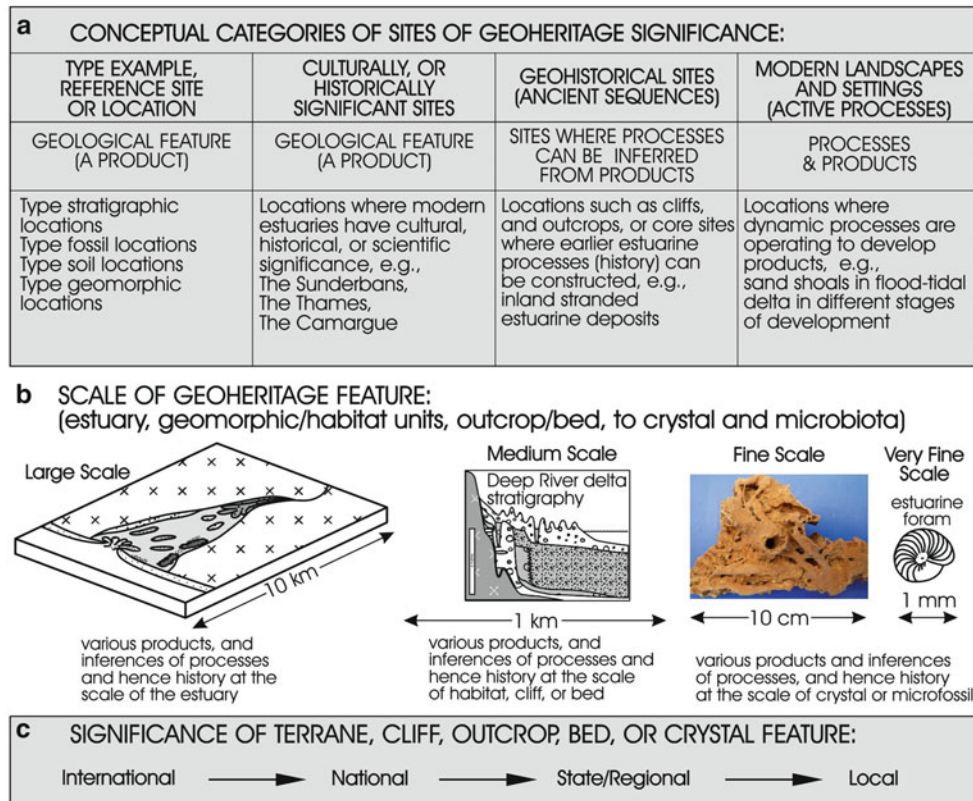 a CONCEPTUAL CATEGORIES OF SITES OF GEOHERITAGE SIGNIFICANCE:
TYPE EXAMPLE,
REFERENCE SITE
OR LOCATION
GEOLOGICAL FEATURE
(A PRODUCT)
Type stratigraphic
locations
Type fossil locations
Type soil locations
Type geomorphic
locations
CULTURALLY, OR
HISTORICALLY
SIGNIFICANT SITES
GEOLOGICAL FEATURE
(A PRODUCT)
Locations where modern
estuaries have cultural,
historical, or scientific
significance, e.g.,
The Sunderbans,
The Thames,
The Camargue
GEOHISTORICAL SITES
(ANCIENT SEQUENCES)
SITES WHERE PROCESSES
CAN BE INFERRED
FROM PRODUCTS
Locations such as cliffs,
and outcrops, or core sites
where earlier estuarine
processes (history) can
be constructed, e.g.,
inland stranded
estuarine deposits
MODERN LANDSCAPES
AND SETTINGS
(ACTIVE PROCESSES)
PROCESSES
& PRODUCTS
Locations where
dynamic processes are
operating to develop
products, e.g.,
sand shoals in flood-tidal
delta in different stages
of development
b SCALE OF GEOHERITAGE FEATURE:
(estuary, geomorphic/habitat units, outcrop/bed, to crystal and microbiota)
Large Scale
10 km
various products, and
inferences of processes
and hence history at the
scale of the estuary
Medium Scale
Deep River delta
stratigraphy
1 km
various products, and
inferences of processes and
hence history at the scale
of habitat, cliff, or bed
Fine Scale
10 cm
Very Fine
Scale
estuarine
foram
1 mm
various products and inferences
of processes, and hence history
at the scale of crystal or microfossil
c SIGNIFICANCE OF TERRANE, CLIFF, OUTCROP, BED, OR CRYSTAL FEATURE:
International National State/Regional Local